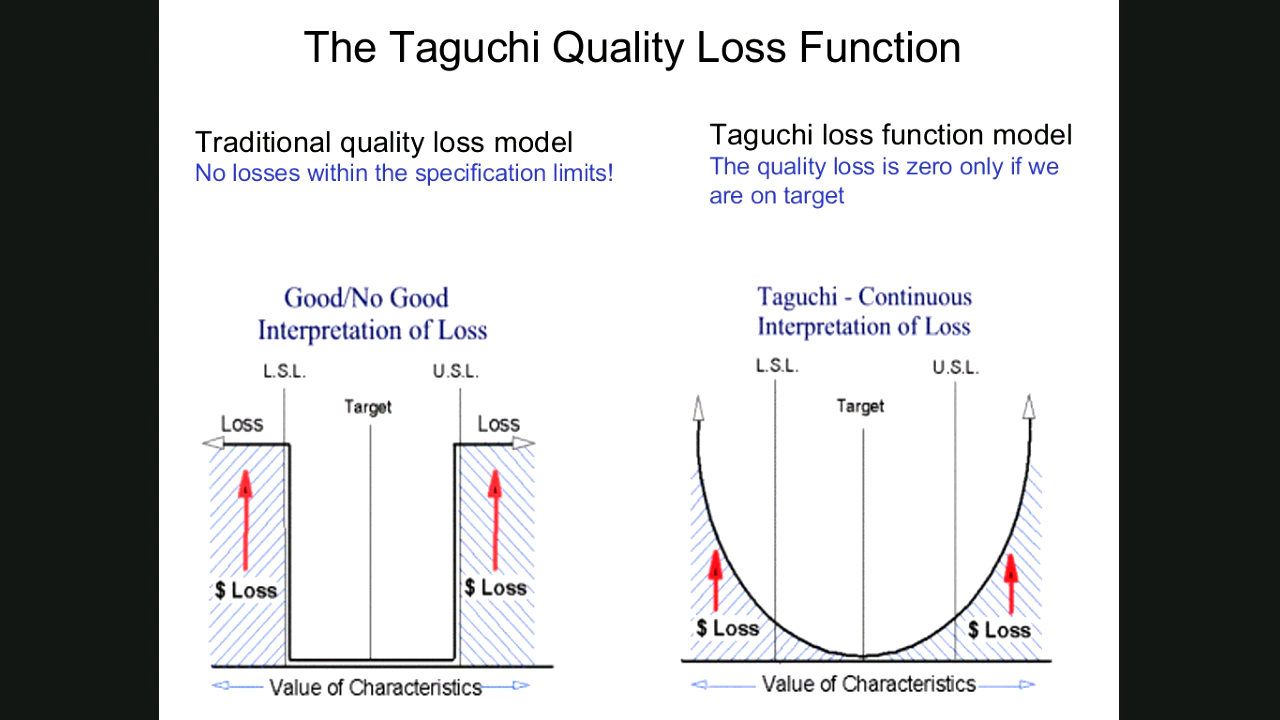 The Taguchi Quality Loss Function
Traditional quality loss model
No losses within the specification limits!
Taguchi loss function model
The quality loss is zero only if we
are on target
Good/No Good
Interpretation of Loss
L.S.L.
U.S.L.
Target
Loss
Loss
$ Loss
$ Loss
Value of Characteristics
Taguchi - Continuous
Interpretation of Loss
L.S.L.
U.S.L.
Target
$ Loss
$ Loss
Value of Characteristics